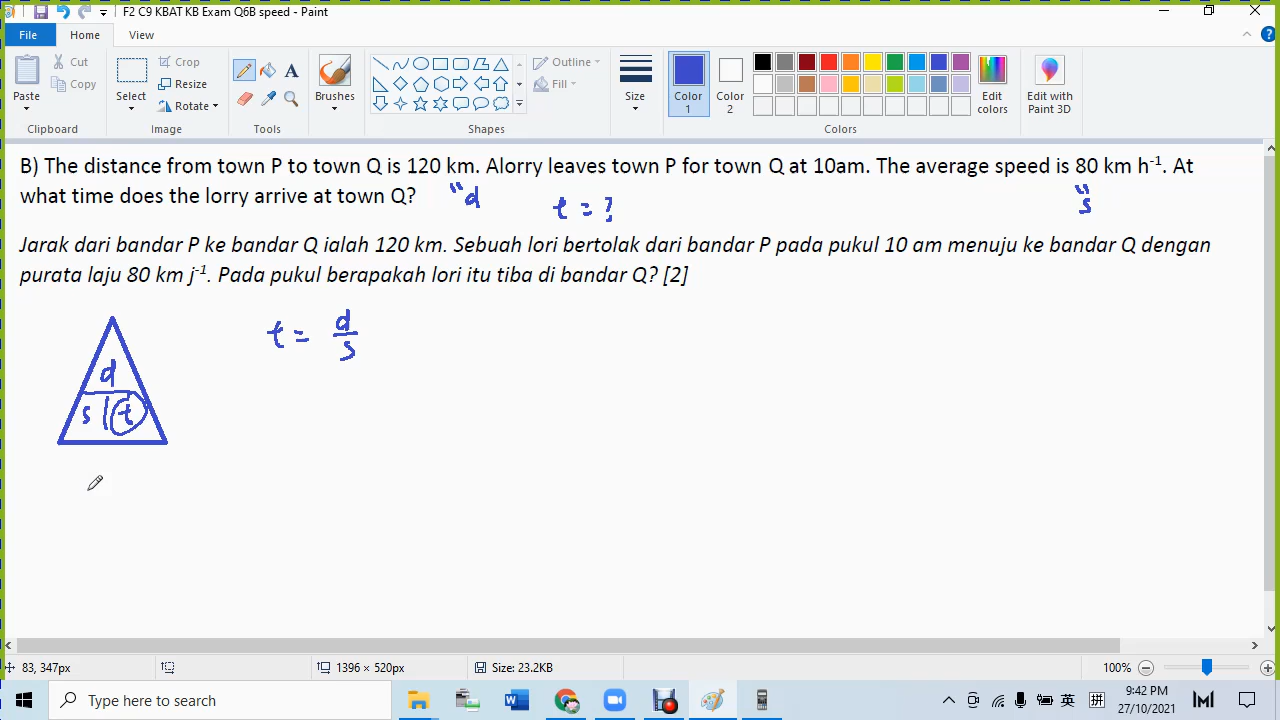 F2 C9 KBAT KB Exam Q6B speed - Paint
File Home View
Paste Cut Copy Select Crop Resize Rotate Brushes Outline Fill Size Color 1 Color 2 Edit colors Edit with Paint 3D
Clipboard Image Tools Shapes Colors
B) The distance from town P to town Q is 120 km. Alorry leaves town P for town Q at 10am. The average speed is 80 km h-1. At
what time does the lorry arrive at town Q?
" d t = ? " s
Jarak dari bandar P ke bandar Q ialah 120 km. Sebuah lori bertolak dari bandar P pada pukul 10 am menuju ke bandar Q dengan
purata laju 80 km j-1. Pada pukul berapakah lori itu tiba di bandar Q? [2]
t = d/s
d
s t
83, 347px 1396 × 520px Size: 23.2KB 100%
Type here to search 英 拼 9:42 PM
27/10/2021